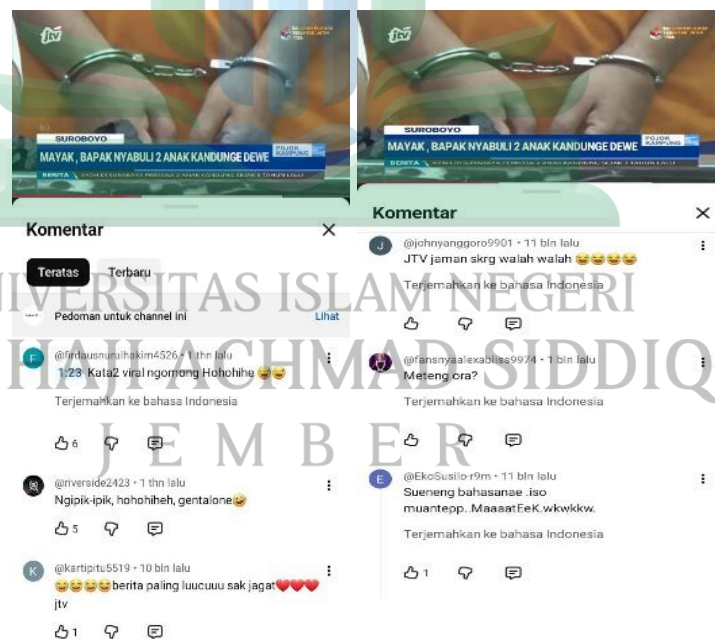 jtv
SUROBOYO
MAYAK , BAPAK NYABULI 2 ANAK KANDUNGE DEWE
POJOK KAMPUNG
BERITA
Komentar
Teratas
Terbaru
Pedoman untuk channel ini
Lihat
@firdausnurulhakim4526 • 1 thn lalu
1:23 Kata2 viral ngomong Hohohihe 😅😅
Terjemahkan ke bahasa Indonesia
6
@riverside2423 • 1 thn lalu
Ngipik-ipik, hohohiheh, gentalone🤣
5
@kartipitu5519 • 10 bln lalu
😂😂😂😂berita paling luucuuu sak jagat❤❤❤
jtv
1
jtv
SUROBOYO
MAYAK , BAPAK NYABULI 2 ANAK KANDUNGE DEWE
POJOK KAMPUNG
BERITA
Komentar
@johnyanggoro9901 • 11 bln lalu
JTV jaman skrg walah walah 😂😂😂😂
Terjemahkan ke bahasa Indonesia
@fansnyaalexabliss9974 • 1 bln lalu
Meteng ora?
Terjemahkan ke bahasa Indonesia
@EkoSusilo-r9m • 11 bln lalu
Sueneng bahasanae .iso
muantepp..MaaaatEeK.wkwkkw.
Terjemahkan ke bahasa Indonesia
1
UNIVERSITAS ISLAM NEGERI
HAJI ACHMAD SIDDIQ
JEMBER